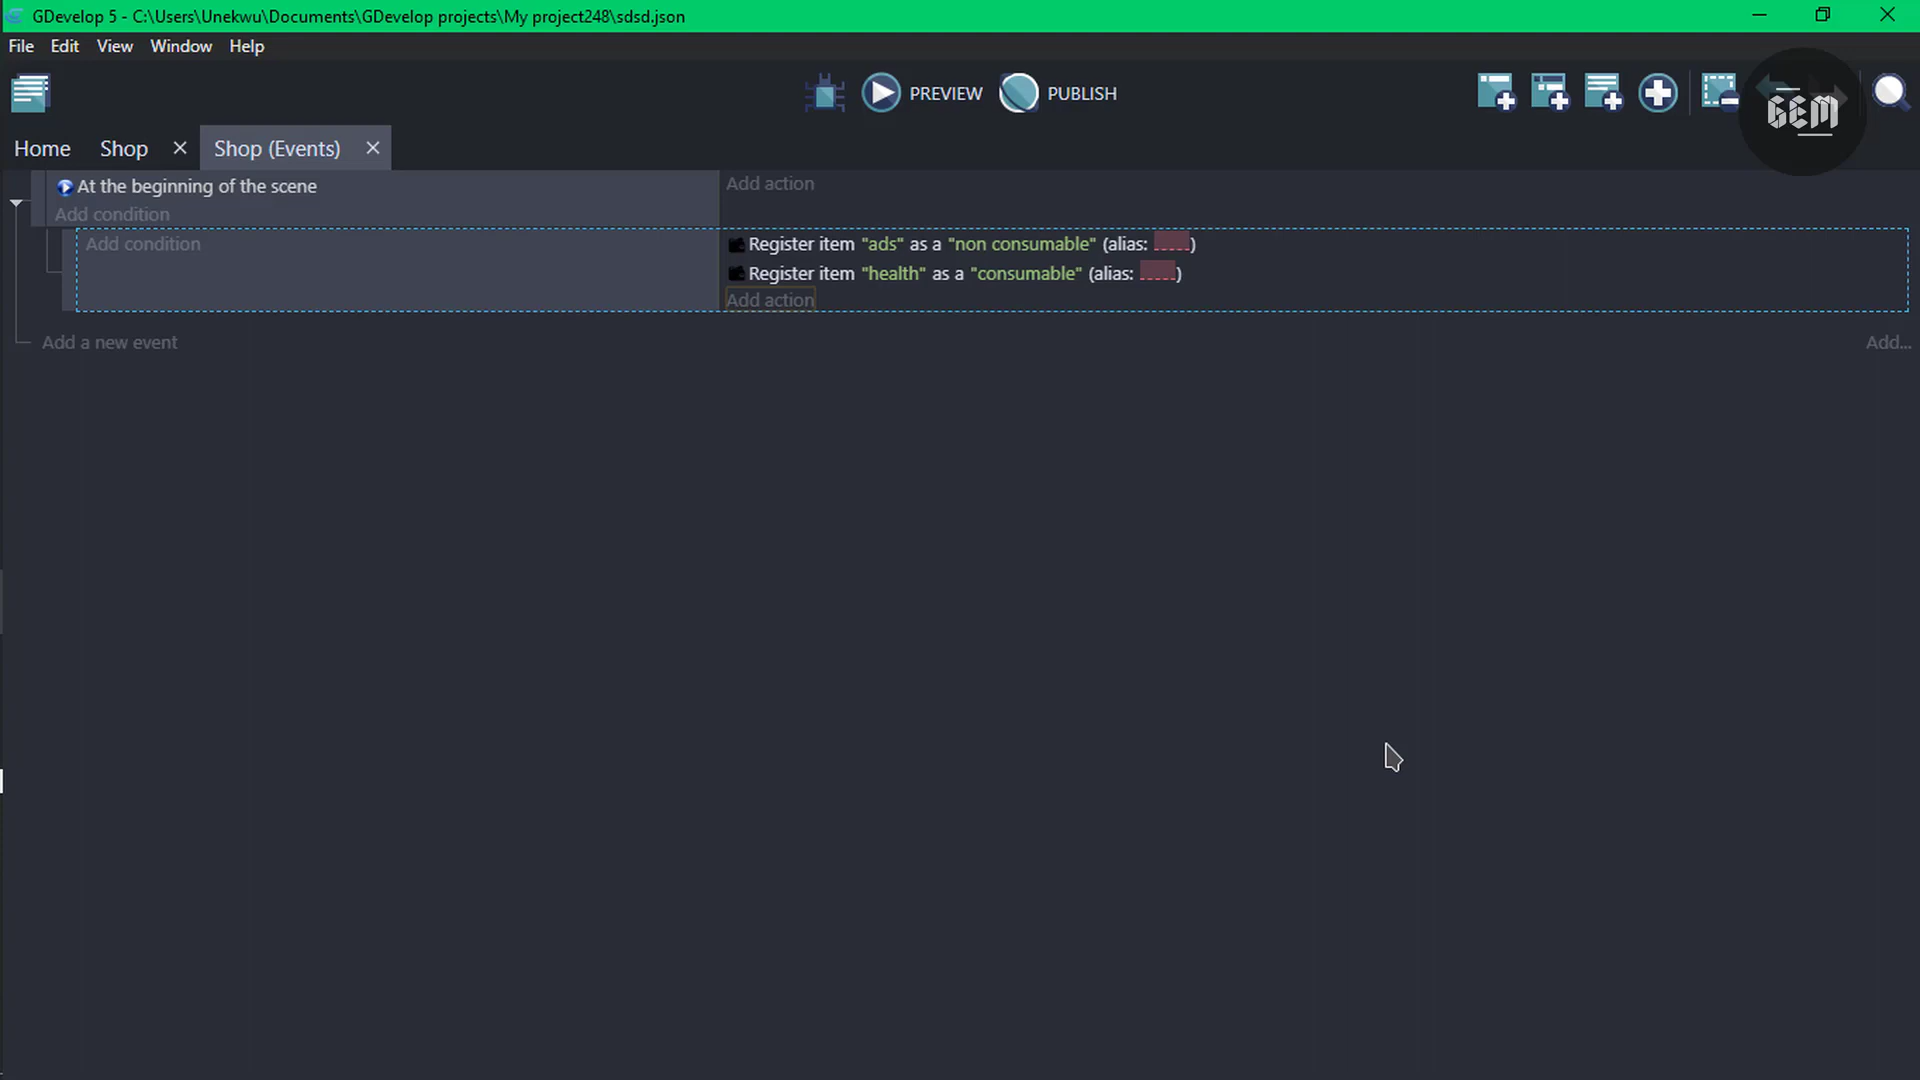 GDevelop 5 - C:\Users\Unekwu\Documents\GDevelop projects\My project248\sdsd.json
File Edit View Window Help
PREVIEW PUBLISH
GEM
Home Shop Shop (Events)
At the beginning of the scene
Add action
Add condition
Add condition
Register item "ads" as a "non consumable" (alias: )
Register item "health" as a "consumable" (alias: )
Add action
Add a new event
Add...